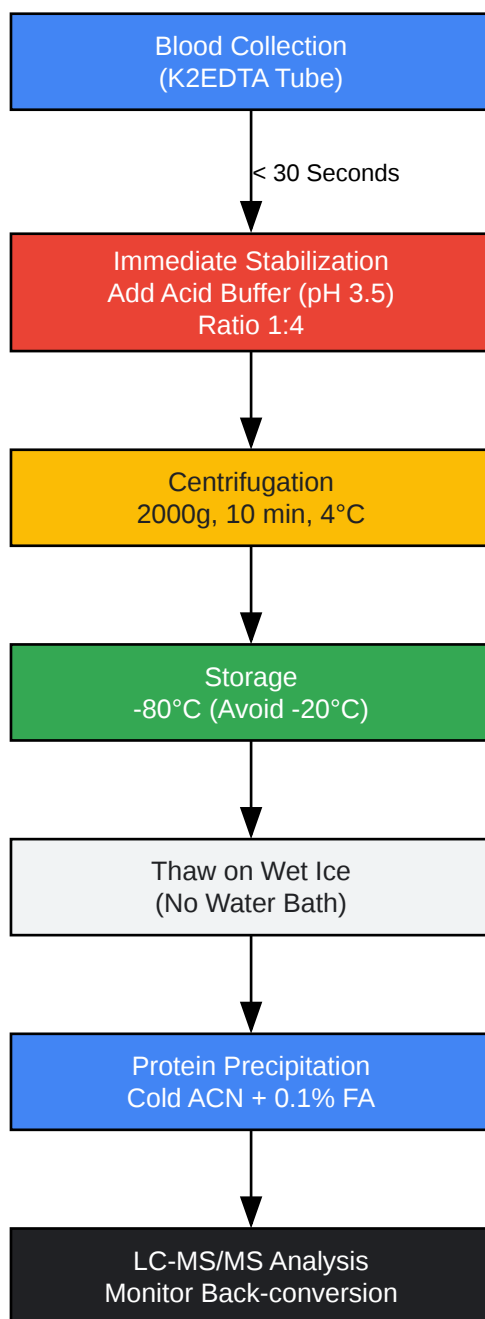 Blood Collection
(K2EDTA Tube)
< 30 Seconds
Immediate Stabilization
Add Acid Buffer (pH 3.5)
Ratio 1:4
Centrifugation
2000g, 10 min, 4°C
Storage
-80°C (Avoid -20°C)
Thaw on Wet Ice
(No Water Bath)
Protein Precipitation
Cold ACN + 0.1% FA
LC-MS/MS Analysis
Monitor Back-conversion